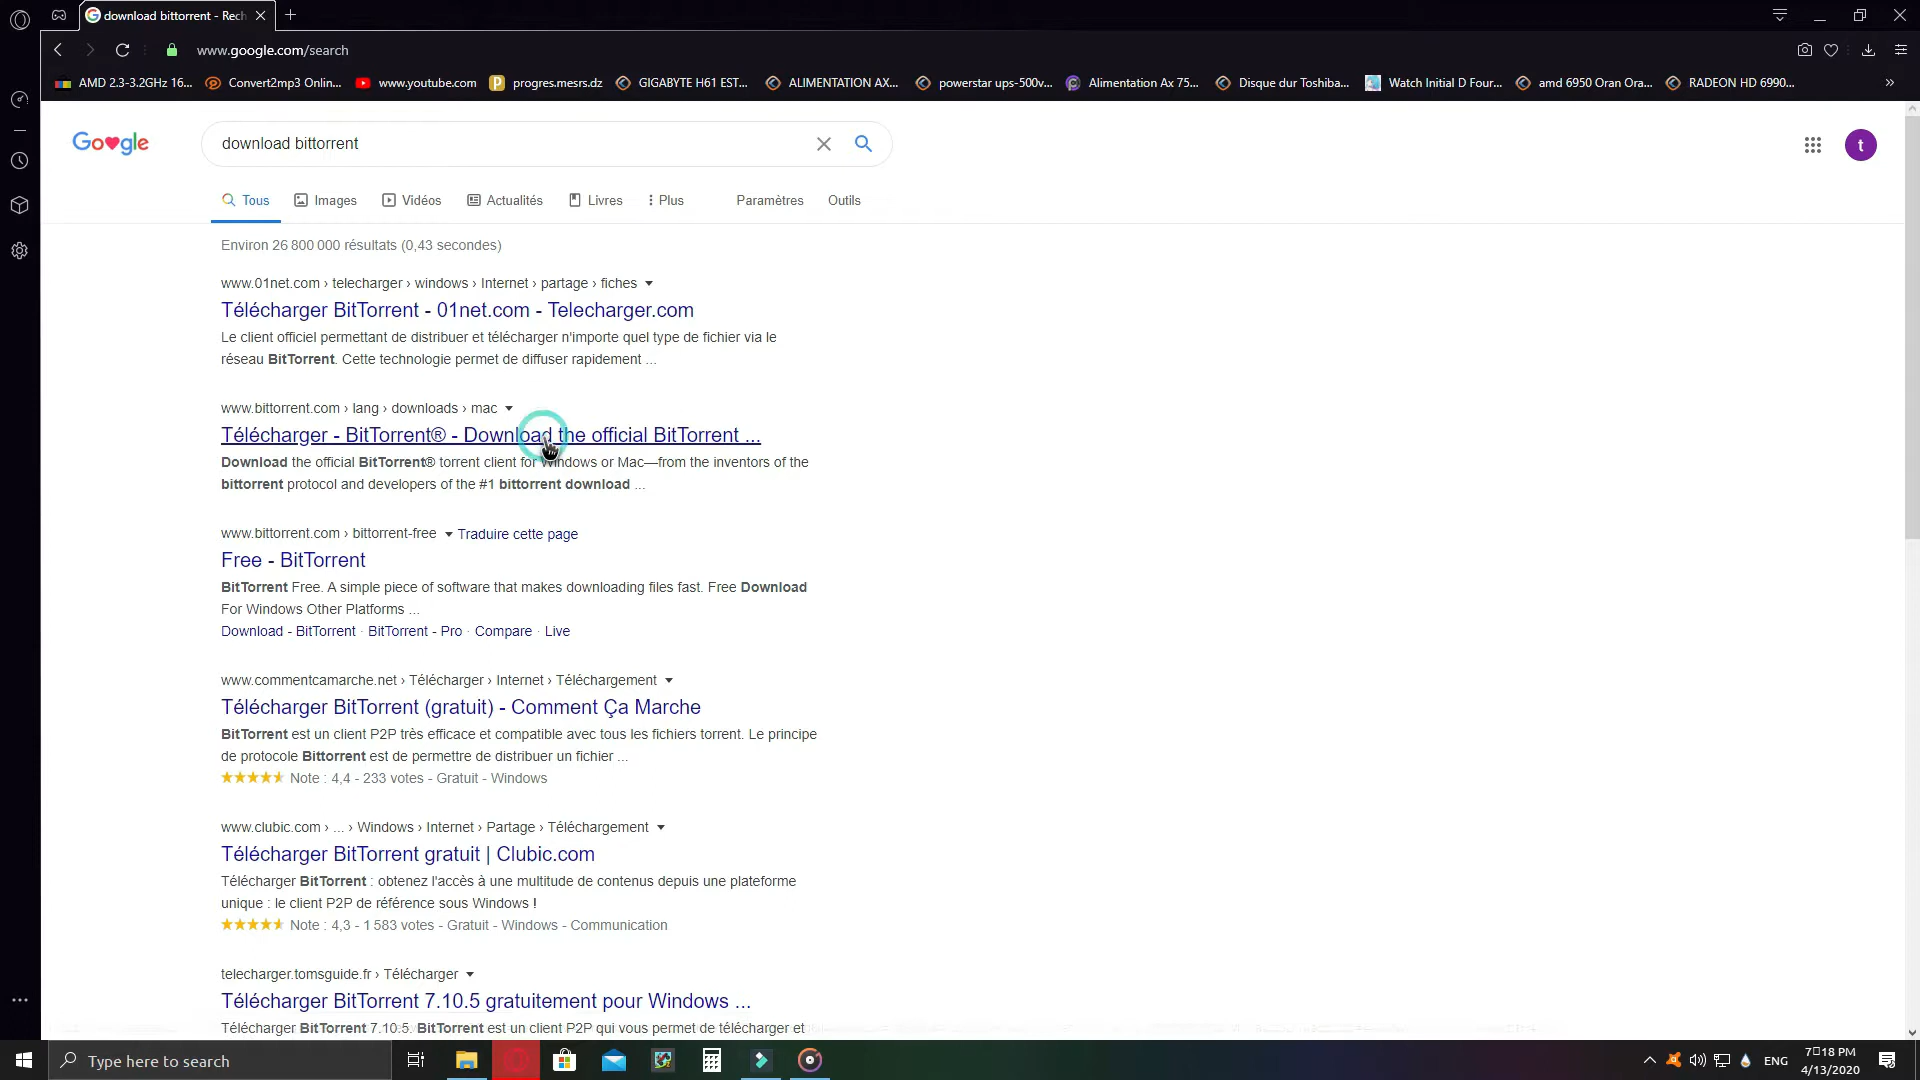 download bittorrent - Rech
www.google.com/search
AMD 2.3-3.2GHz 16...
Convert2mp3 Onlin...
www.youtube.com
progres.mesrs.dz
GIGABYTE H61 EST...
ALIMENTATION AX...
powerstar ups-500v...
Alimentation Ax 75...
Disque dur Toshiba...
Watch Initial D Four...
amd 6950 Oran Ora...
RADEON HD 6990...
»
Google
download bittorrent
t
Tous
Images
Vidéos
Actualités
Livres
Plus
Paramètres
Outils
Environ 26 800 000 résultats (0,43 secondes)
www.01net.com › telecharger › windows › Internet › partage › fiches
Télécharger BitTorrent - 01net.com - Telecharger.com
Le client officiel permettant de distribuer et télécharger n'importe quel type de fichier via le
réseau BitTorrent. Cette technologie permet de diffuser rapidement ...
www.bittorrent.com › lang › downloads › mac
Télécharger - BitTorrent® - Download the official BitTorrent ...
Download the official BitTorrent® torrent client for Windows or Mac—from the inventors of the
bittorrent protocol and developers of the #1 bittorrent download ...
www.bittorrent.com › bittorrent-free Traduire cette page
Free - BitTorrent
BitTorrent Free. A simple piece of software that makes downloading files fast. Free Download
For Windows Other Platforms ...
Download - BitTorrent · BitTorrent - Pro · Compare · Live
www.commentcamarche.net › Télécharger › Internet › Téléchargement
Télécharger BitTorrent (gratuit) - Comment Ça Marche
BitTorrent est un client P2P très efficace et compatible avec tous les fichiers torrent. Le principe
de protocole Bittorrent est de permettre de distribuer un fichier ...
Note : 4,4 - 233 votes - Gratuit - Windows
www.clubic.com › ... › Windows › Internet › Partage › Téléchargement
Télécharger BitTorrent gratuit | Clubic.com
Télécharger BitTorrent : obtenez l'accès à une multitude de contenus depuis une plateforme
unique : le client P2P de référence sous Windows !
Note : 4,3 - 1 583 votes - Gratuit - Windows - Communication
telecharger.tomsguide.fr › Télécharger
Télécharger BitTorrent 7.10.5 gratuitement pour Windows ...
Télécharger BitTorrent 7.10.5. BitTorrent est un client P2P qui vous permet de télécharger et
Type here to search
ENG
7□18 PM
4/13/2020